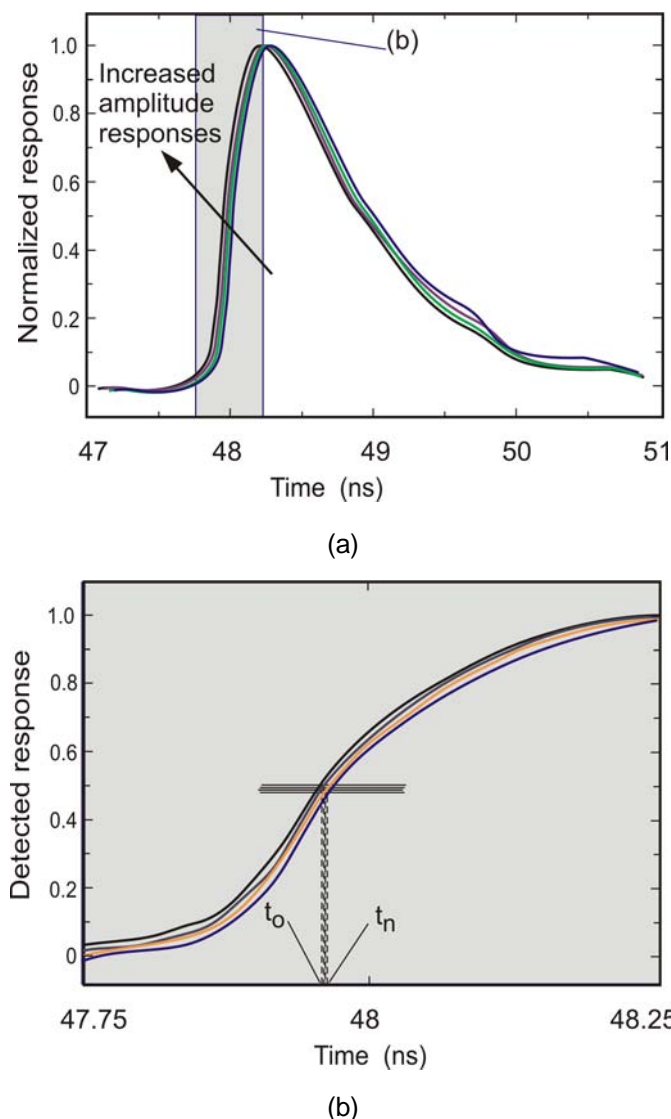 (b)
Increased
amplitude
responses
Normalized response
1.0
0.8
0.6
0.4
0.2
0
47 48 49 50 51
Time (ns)
(a)
Detected response
1.0
0.8
0.6
0.4
0.2
0
to tn
47.75 48 48.25
Time (ns)
(b)